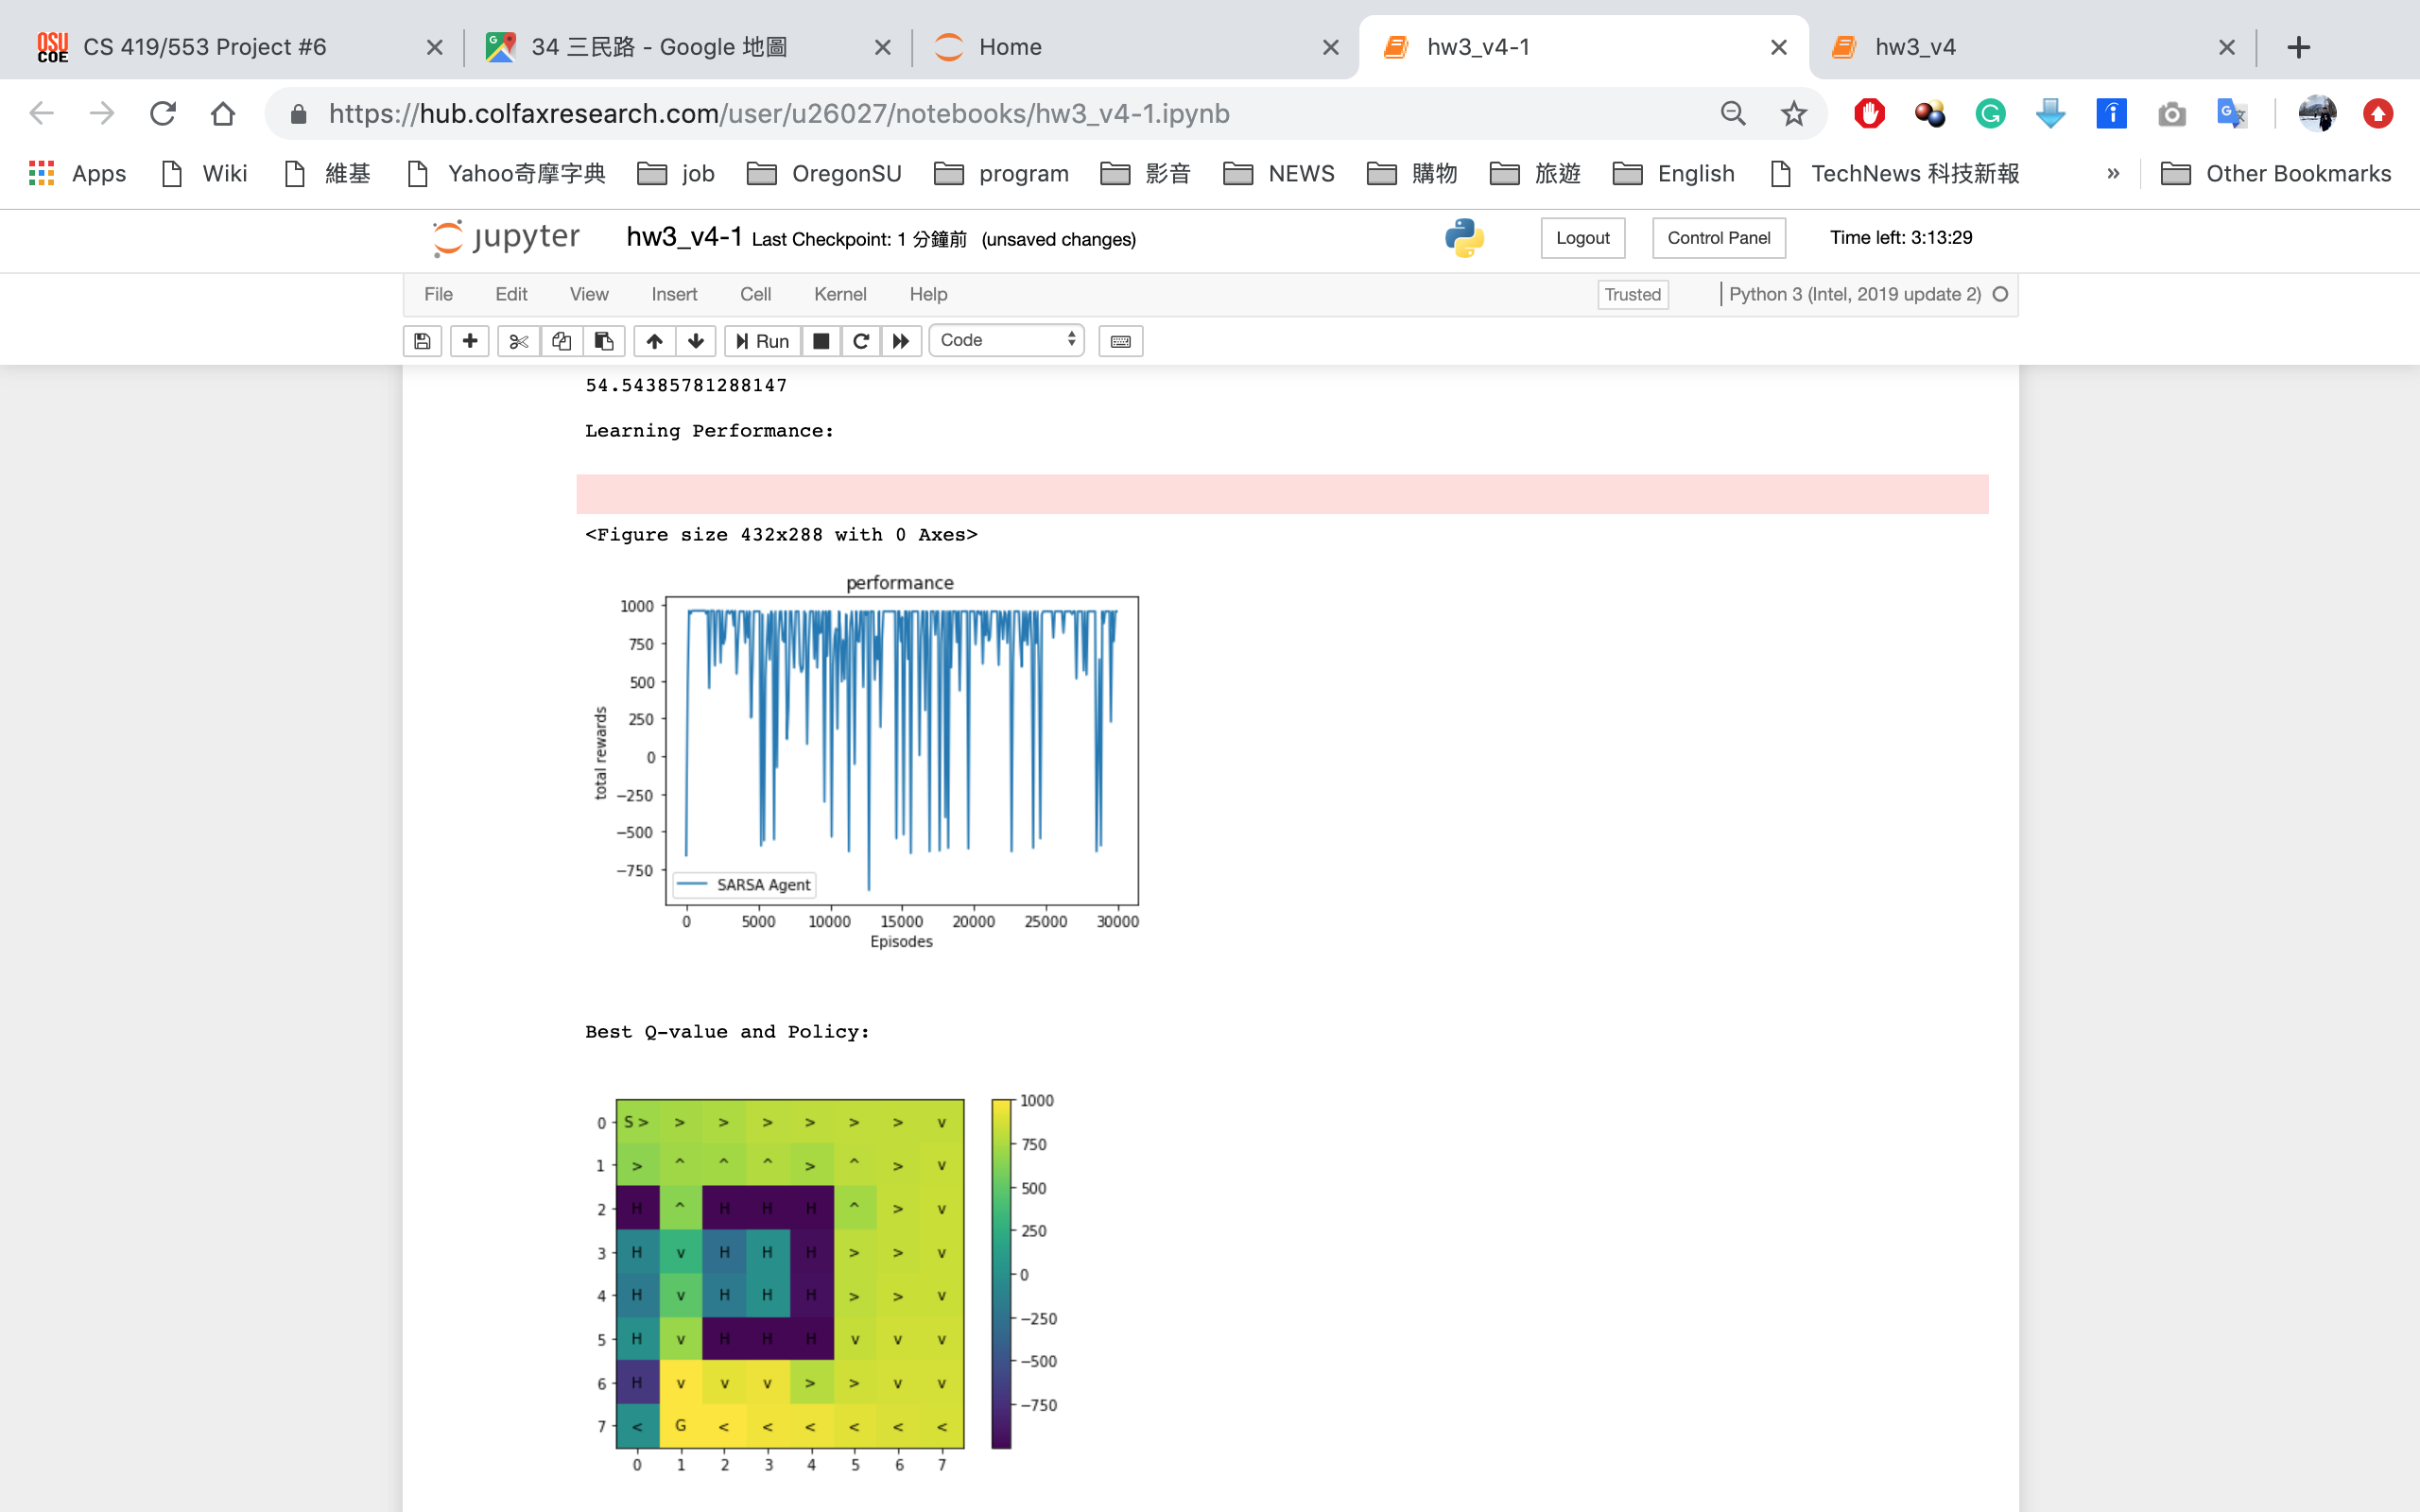 OSU COE CS 419/553 Project #6
34 三民路 - Google 地圖
Home
hw3_v4-1
hw3_v4
https://hub.colfaxresearch.com/user/u26027/notebooks/hw3_v4-1.ipynb
Apps Wiki 維基 Yahoo奇摩字典 job OregonSU program 影音 NEWS 購物 旅遊 English TechNews 科技新報 » Other Bookmarks
jupyter hw3_v4-1 Last Checkpoint: 1 分鐘前 (unsaved changes) Logout Control Panel Time left: 3:13:29
File Edit View Insert Cell Kernel Help Trusted Python 3 (Intel, 2019 update 2)
Run Code
54.54385781288147
Learning Performance:
<Figure size 432x288 with 0 Axes>
performance
1000
750
500
250
0
−250
−500
−750
total rewards
SARSA Agent
0 5000 10000 15000 20000 25000 30000
Episodes
Best Q-value and Policy:
0 S > > > > > > > v
1 > ^ ^ ^ > ^ > v
2 H ^ H H H ^ > v
3 H v H H H > > v
4 H v H H H > > v
5 H v H H H v v v
6 H v v v > > v v
7 < G < < < < < <
0 1 2 3 4 5 6 7
1000
750
500
250
0
−250
−500
−750